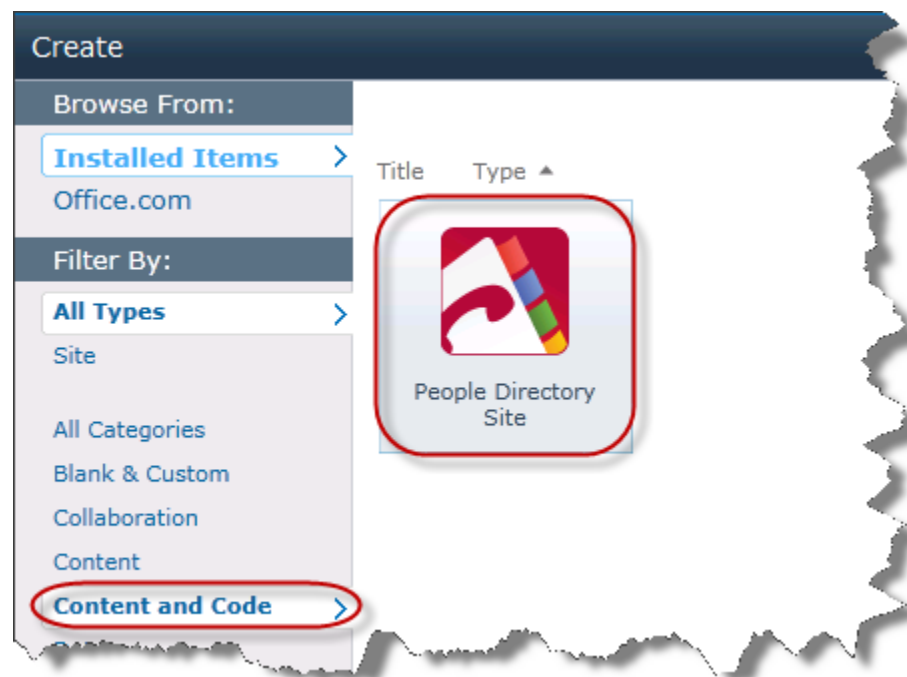 Create
Browse From:
Installed Items
Office.com
Filter By:
All Types
Site
All Categories
Blank & Custom
Collaboration
Content
Content and Code
Title Type
People Directory
Site